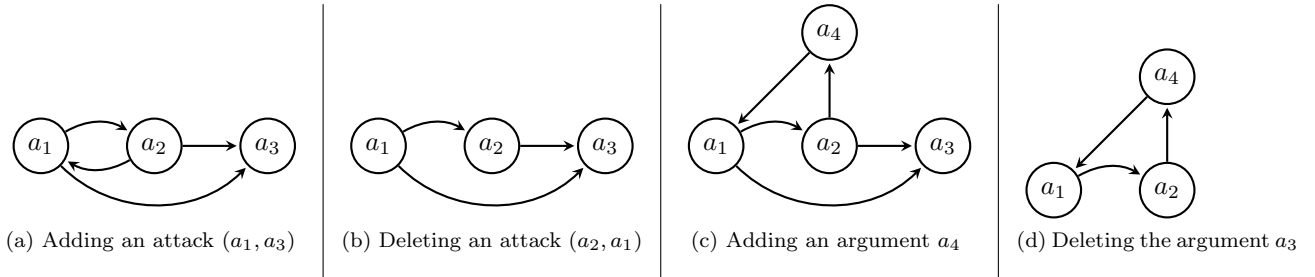 a₁ a₂ a₃
(a) Adding an attack (a₁, a₃)
a₁ a₂ a₃
(b) Deleting an attack (a₂, a₁)
a₄
a₁ a₂ a₃
(c) Adding an argument a₄
a₄
a₁ a₂
(d) Deleting the argument a₃